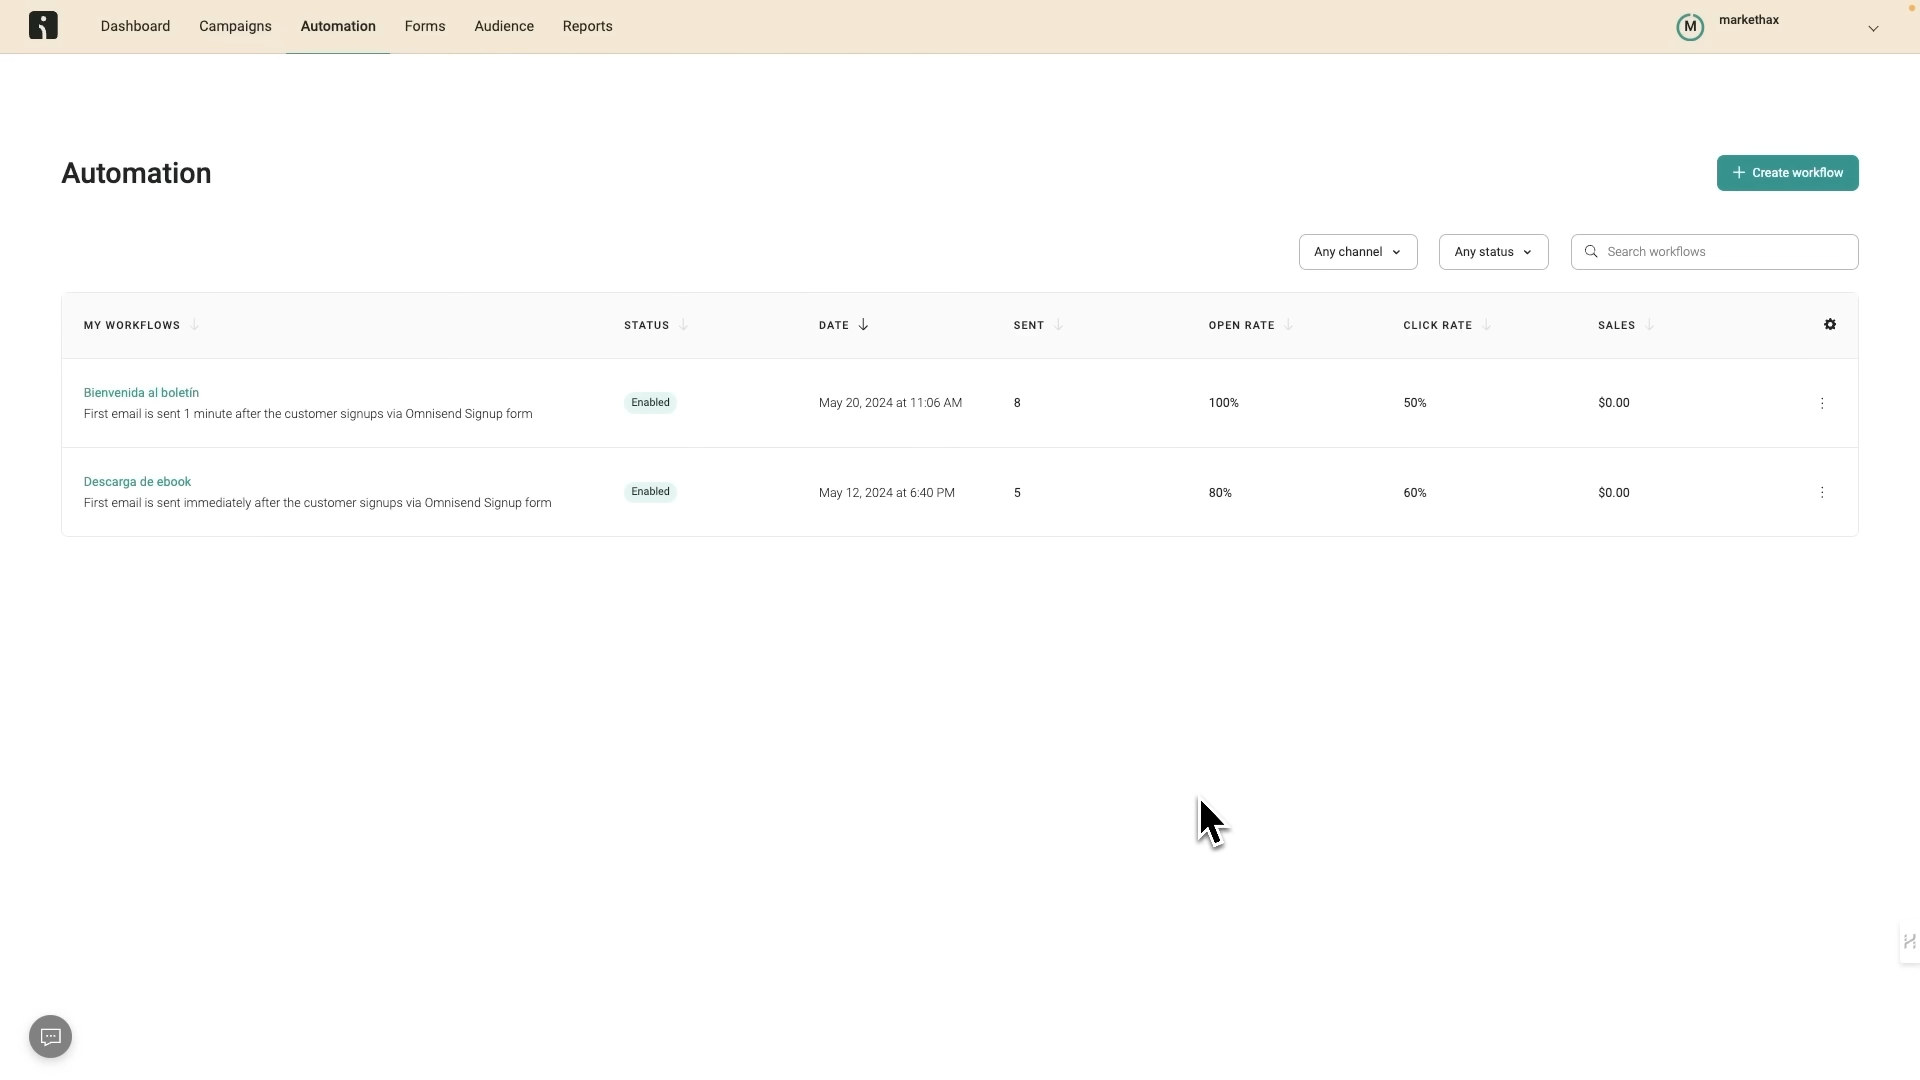 Dashboard Campaigns Automation Forms Audience Reports M markethax
Automation
Create workflow
Any channel Any status Search workflows
MY WORKFLOWS STATUS DATE SENT OPEN RATE CLICK RATE SALES
Bienvenida al boletín
First email is sent 1 minute after the customer signups via Omnisend Signup form
Enabled May 20, 2024 at 11:06 AM 8 100% 50% $0.00
Descarga de ebook
First email is sent immediately after the customer signups via Omnisend Signup form
Enabled May 12, 2024 at 6:40 PM 5 80% 60% $0.00